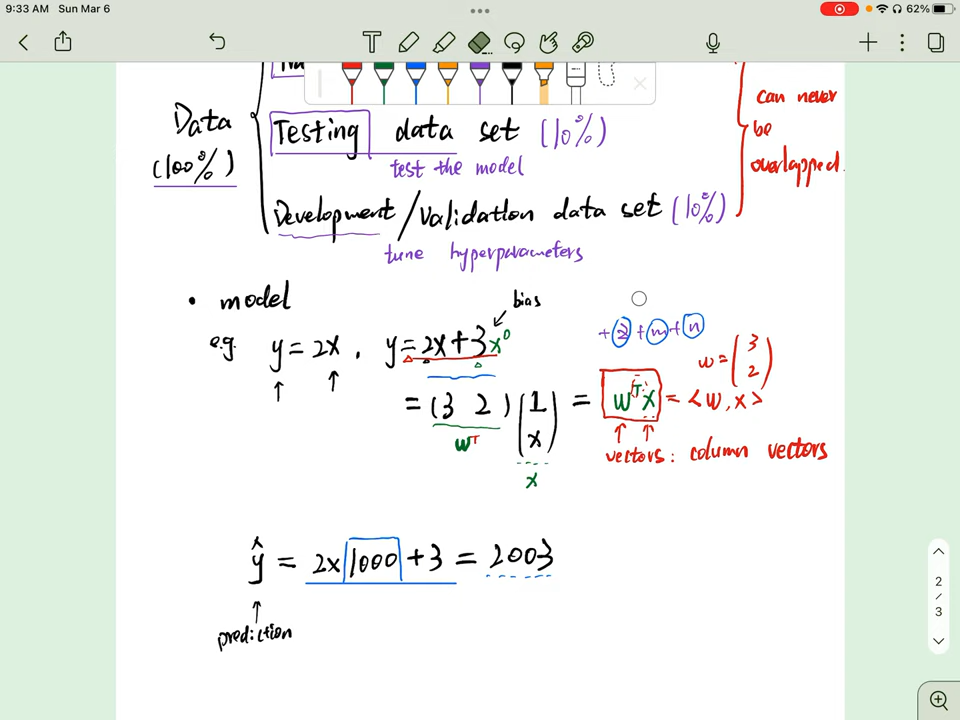 9:33 AM Sun Mar 6
62%
can never
be
overlapped.
Data
(100%)
Testing data set (10%)
test the model
Development/Validation data set (10%)
tune hyperparameters
• model
bias
e.g. y = 2x , y = 2x + 3x⁰
+ 2 + m + n
w = (3 2)
= (3 2) (1 x) = wᵀx = <w, x>
wᵀ
x
vectors: column vectors
ŷ = 2x1000 + 3 = 2003
prediction
2
/
3